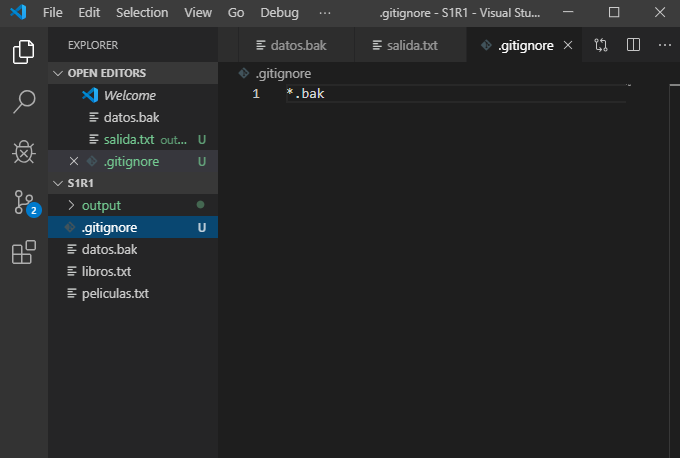 File Edit Selection View Go Debug ··· .gitignore - S1R1 - Visual Stu...
EXPLORER
OPEN EDITORS
Welcome
datos.bak
salida.txt out... U
.gitignore U
S1R1
output
.gitignore U
datos.bak
libros.txt
peliculas.txt
2
datos.bak salida.txt .gitignore
.gitignore
1 *.bak